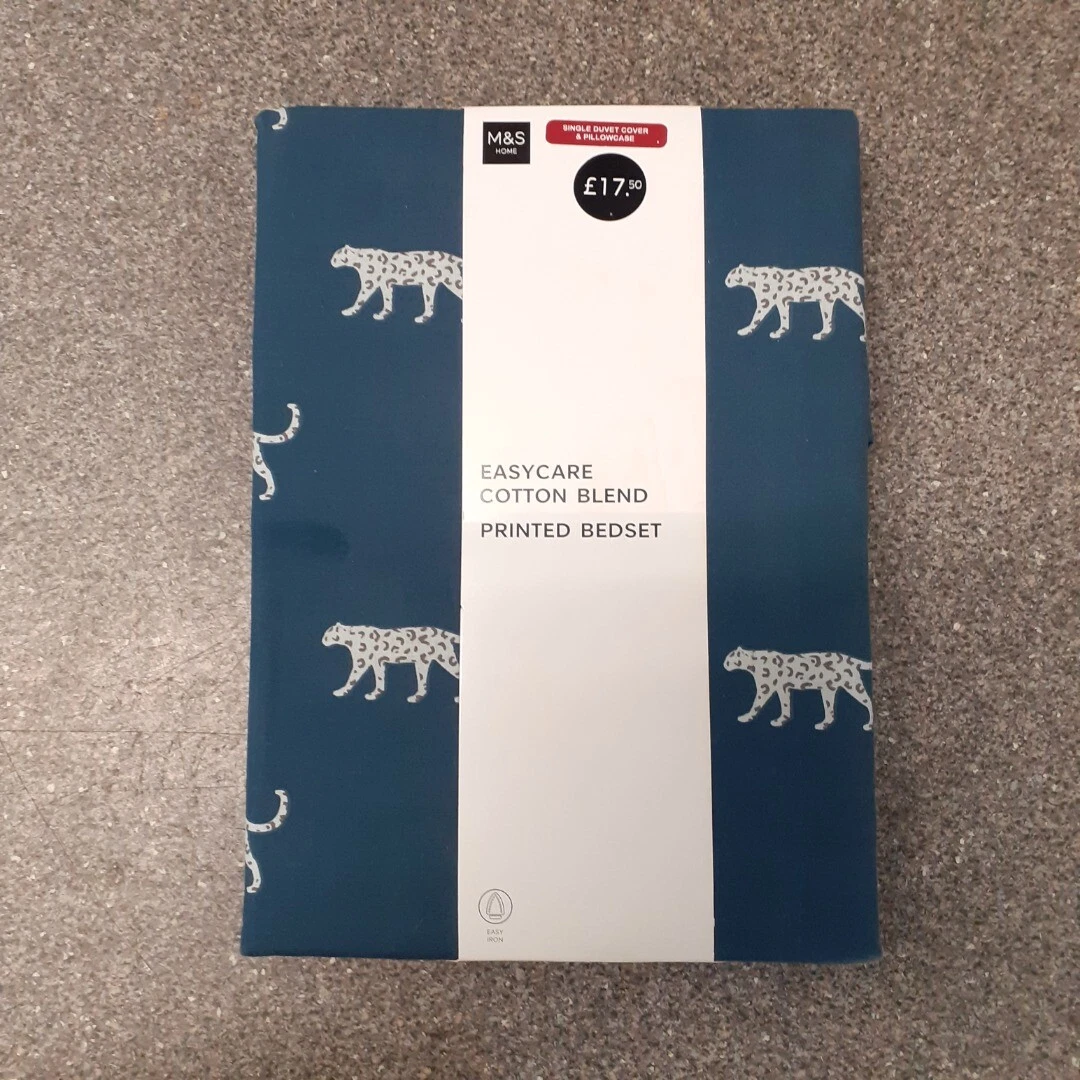 M&S
HOME
SINGLE DUVET COVER
& PILLOWCASE
£17.50
EASYCARE
COTTON BLEND
PRINTED BEDSET
EASY
IRON